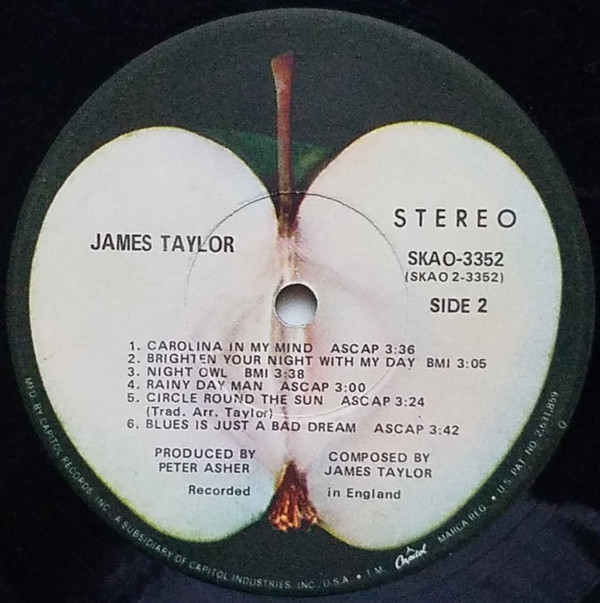 JAMES TAYLOR
STEREO
SKAO-3352
(SKAO 2-3352)
SIDE 2
1. CAROLINA IN MY MIND ASCAP 3:36
2. BRIGHTEN YOUR NIGHT WITH MY DAY BMI 3:05
3. NIGHT OWL BMI 3:38
4. RAINY DAY MAN ASCAP 3:00
5. CIRCLE ROUND THE SUN ASCAP 3:24
(Trad. Arr. Taylor)
6. BLUES IS JUST A BAD DREAM ASCAP 3:42
PRODUCED BY
PETER ASHER
COMPOSED BY
JAMES TAYLOR
Recorded in England
MFD. BY CAPITOL RECORDS, INC., A SUBSIDIARY OF CAPITOL INDUSTRIES, INC., U.S.A. • T.M. Capitol MARCA REG. • U.S. PAT. NO. 2,631,859